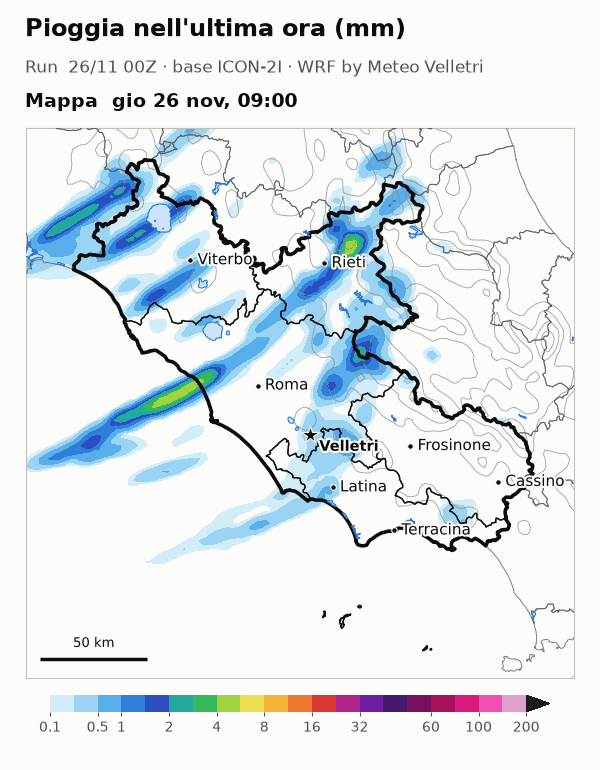 Pioggia nell'ultima ora (mm)
Run  26/11 00Z · base ICON-2I · WRF by Meteo Velletri
Mappa  gio 26 nov, 09:00
Viterbo
Rieti
Roma
Velletri
Frosinone
Latina
Cassino
Terracina
50 km
0.1 0.5 1 2 4 8 16 32 60 100 200